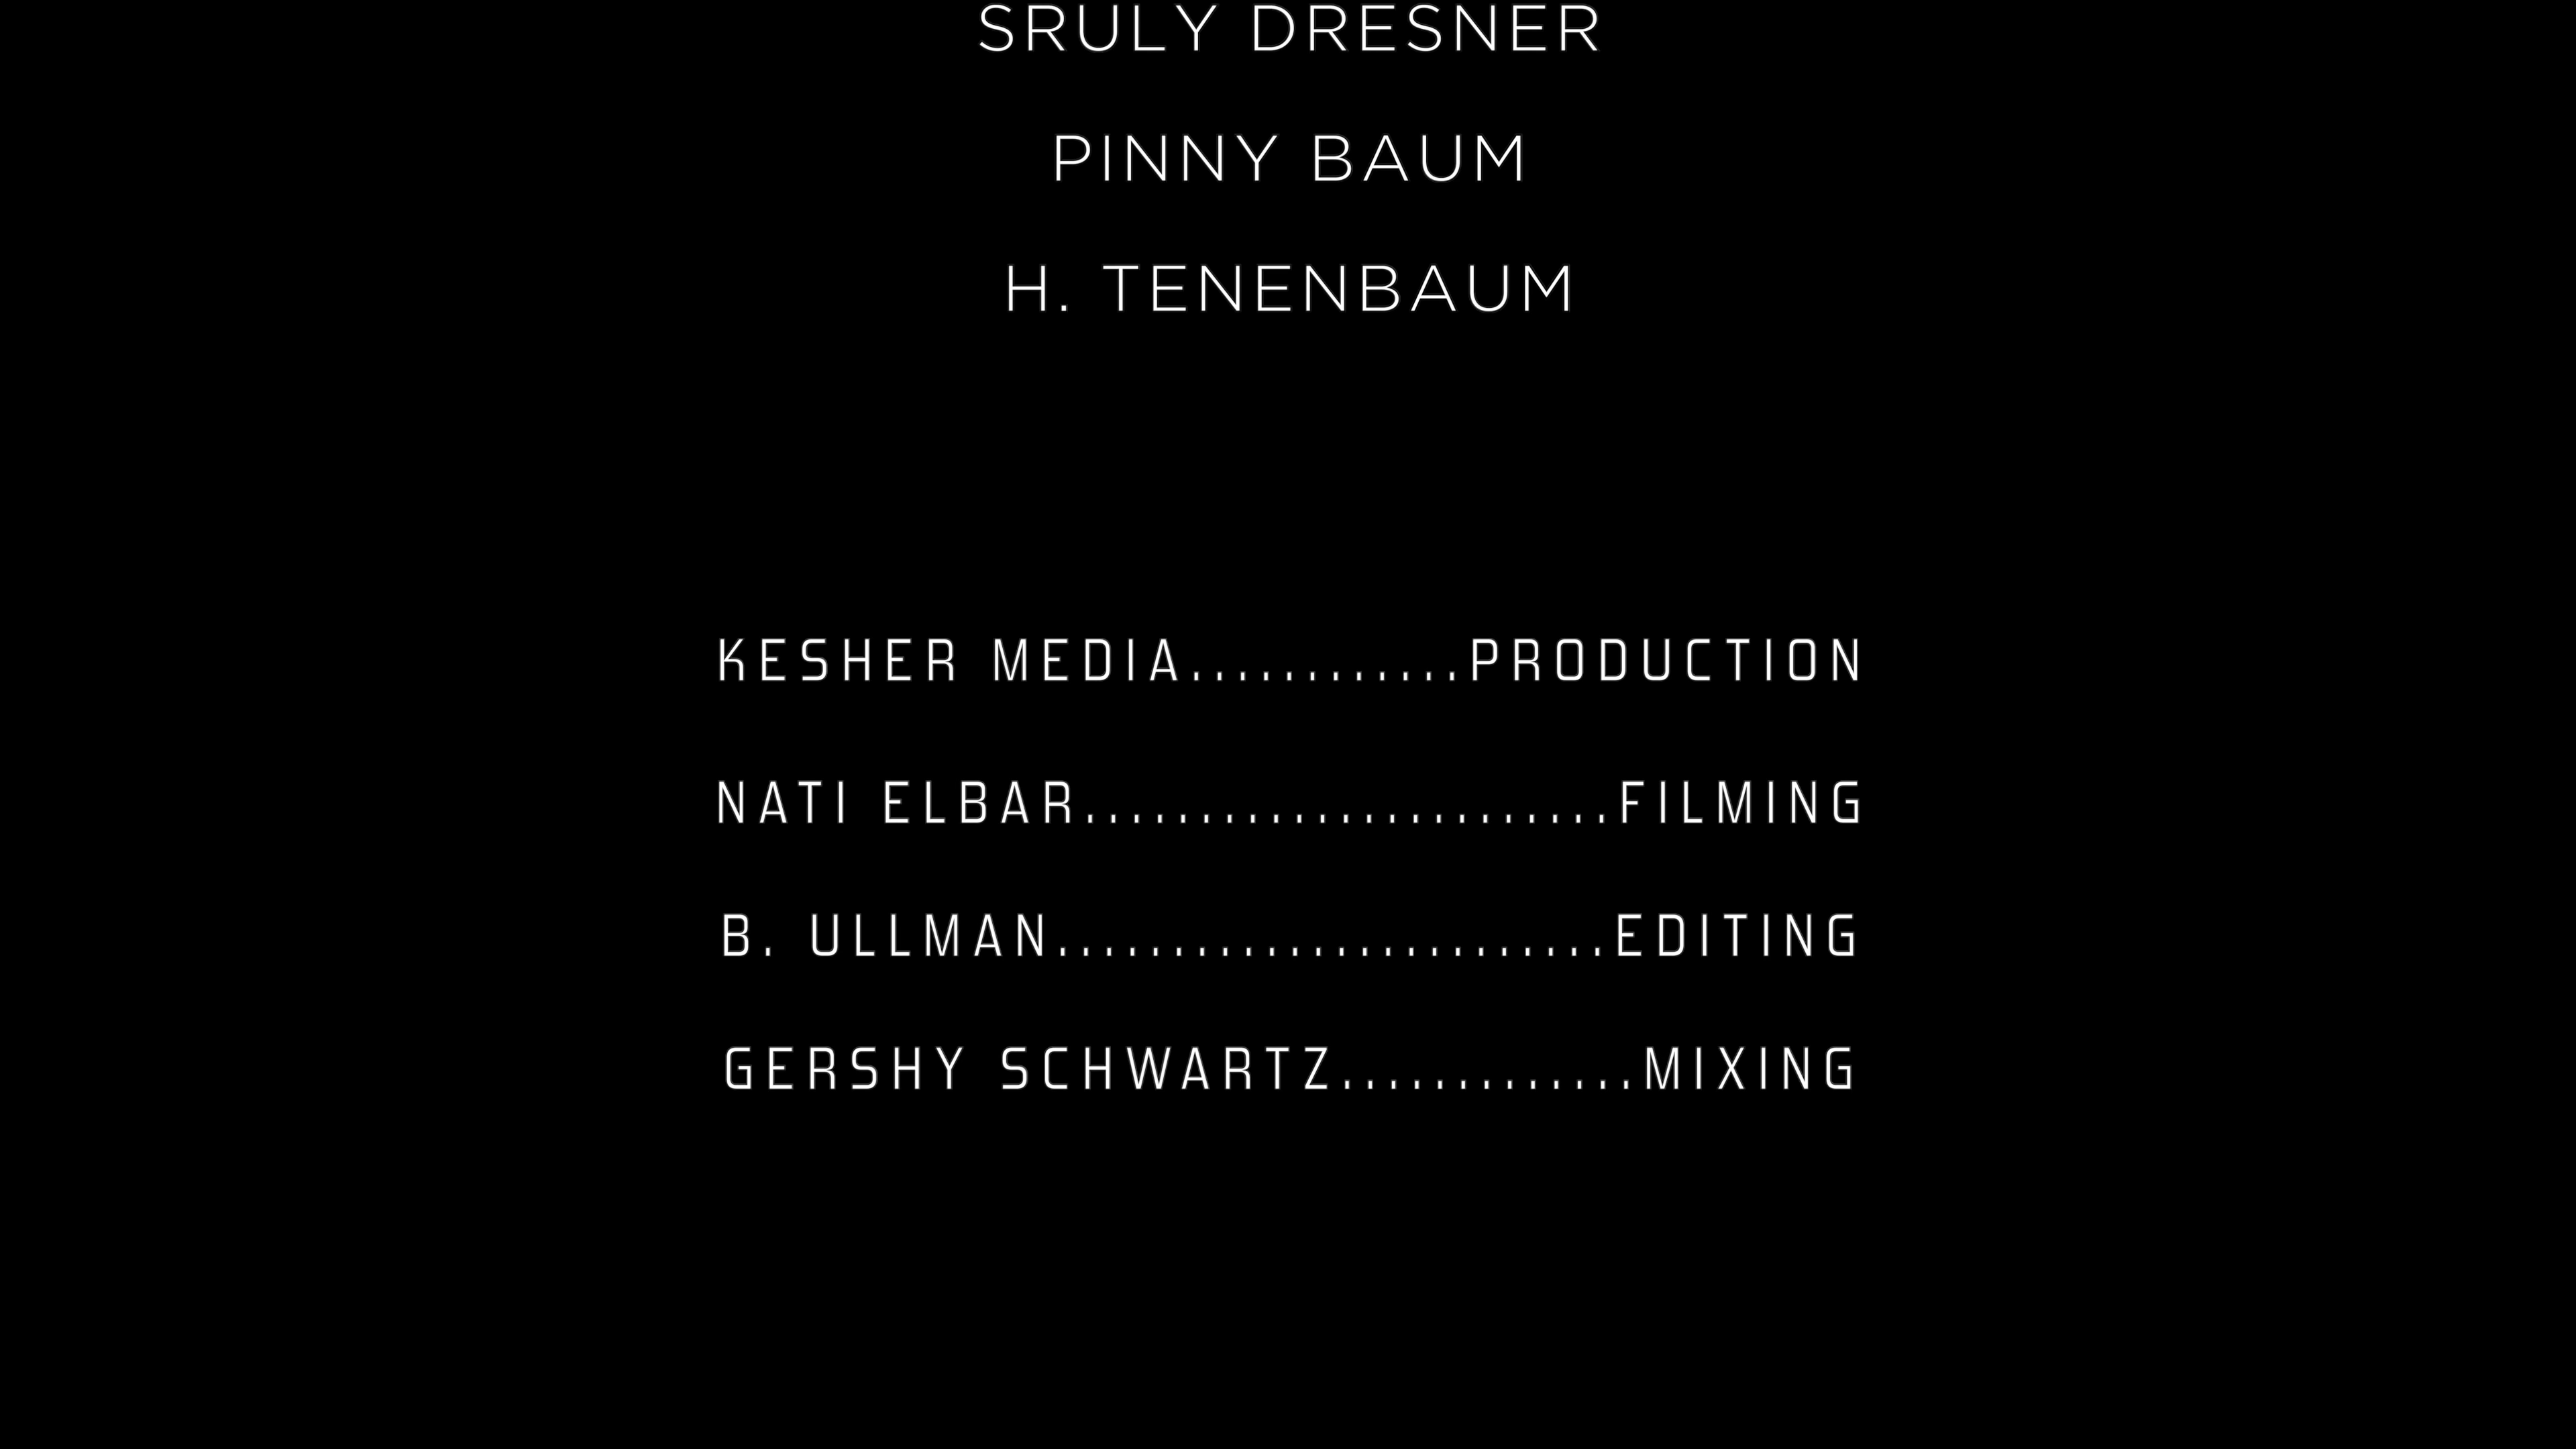 SRULY DRESNER
PINNY BAUM
H. TENENBAUM
KESHER MEDIA............PRODUCTION
NATI ELBAR.......................FILMING
B. ULLMAN........................EDITING
GERSHY SCHWARTZ.............MIXING